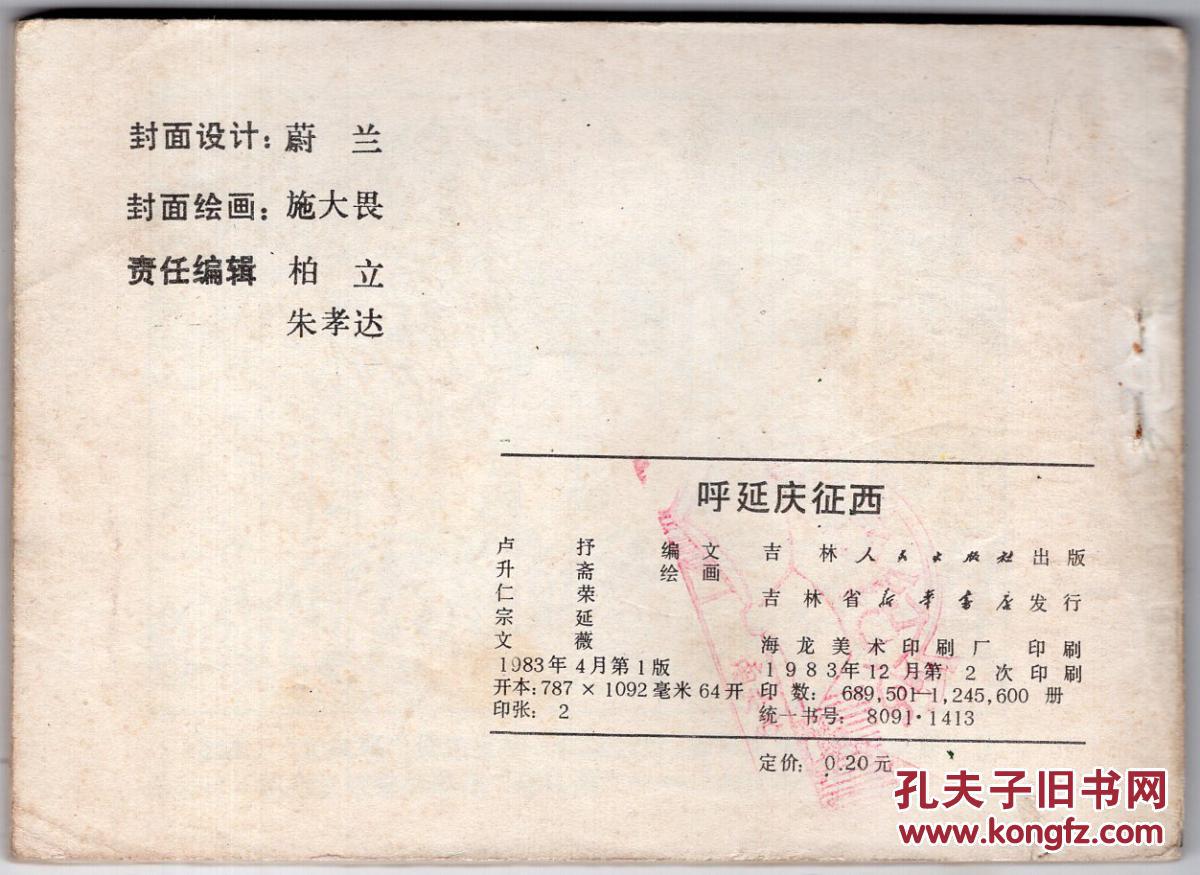 封面设计：蔚 兰
封面绘画：施大畏
责任编辑 柏 立
朱孝达
呼延庆征西
卢 抒 编 文
升 斋 绘 画
仁 荣
宗 延
文 薇
1983年4月第1版
开本：787×1092毫米64开
印张：2
吉林人民出版社出版
吉林省新华书店发行
海龙美术印刷厂 印刷
1983年12月第2次印刷
印数：689,501—1,245,600册
统一书号：8091·1413
定价：0.20元
孔夫子旧书网
www.kongfz.com